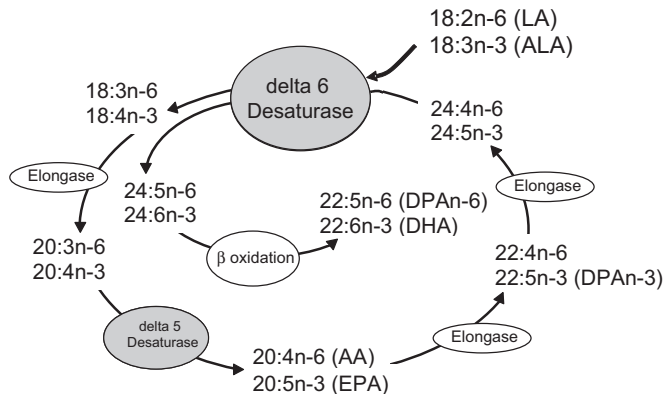 18:2n-6 (LA)
18:3n-3 (ALA)
delta 6
Desaturase
18:3n-6
18:4n-3
24:4n-6
24:5n-3
Elongase
24:5n-6
24:6n-3
Elongase
22:5n-6 (DPAn-6)
22:6n-3 (DHA)
20:3n-6
20:4n-3
β oxidation
22:4n-6
22:5n-3 (DPAn-3)
delta 5
Desaturase
Elongase
20:4n-6 (AA)
20:5n-3 (EPA)